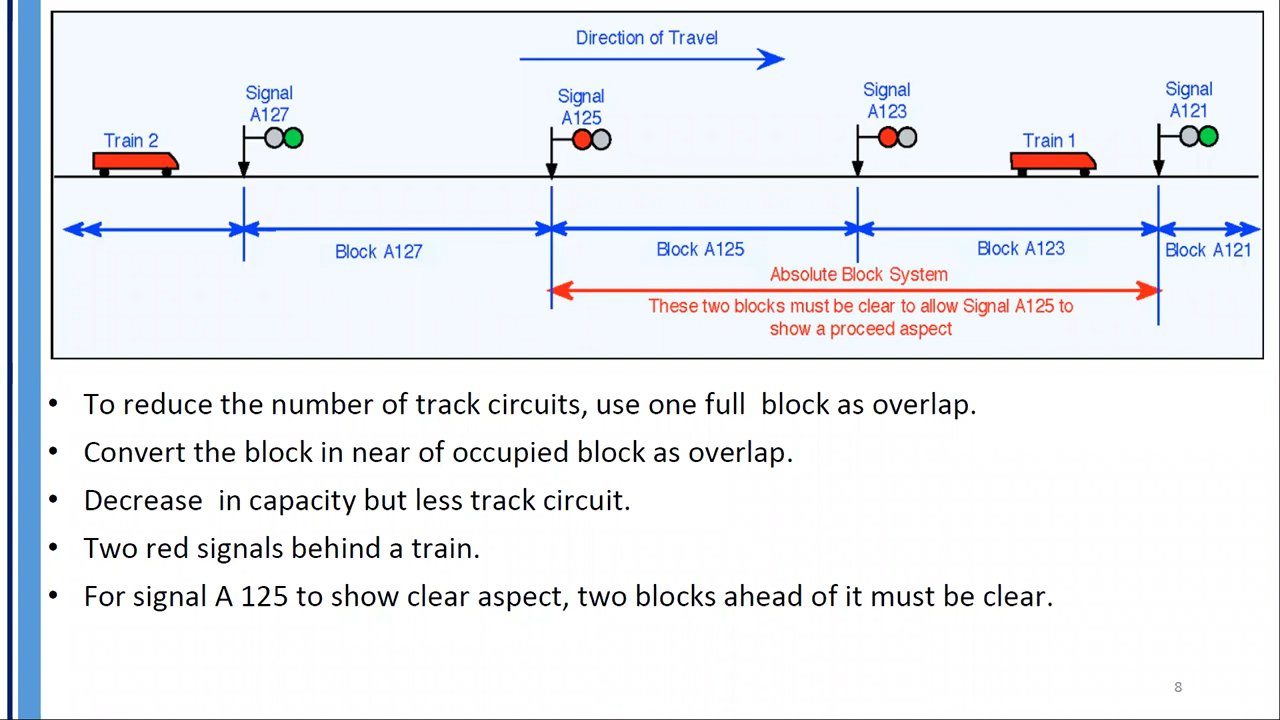 Direction of Travel
Signal
A127
Signal
A125
Signal
A123
Signal
A121
Train 2
Train 1
Block A127
Block A125
Block A123
Block A121
Absolute Block System
These two blocks must be clear to allow Signal A125 to
show a proceed aspect
• To reduce the number of track circuits, use one full  block as overlap.
• Convert the block in near of occupied block as overlap.
• Decrease  in capacity but less track circuit.
• Two red signals behind a train.
• For signal A 125 to show clear aspect, two blocks ahead of it must be clear.
8